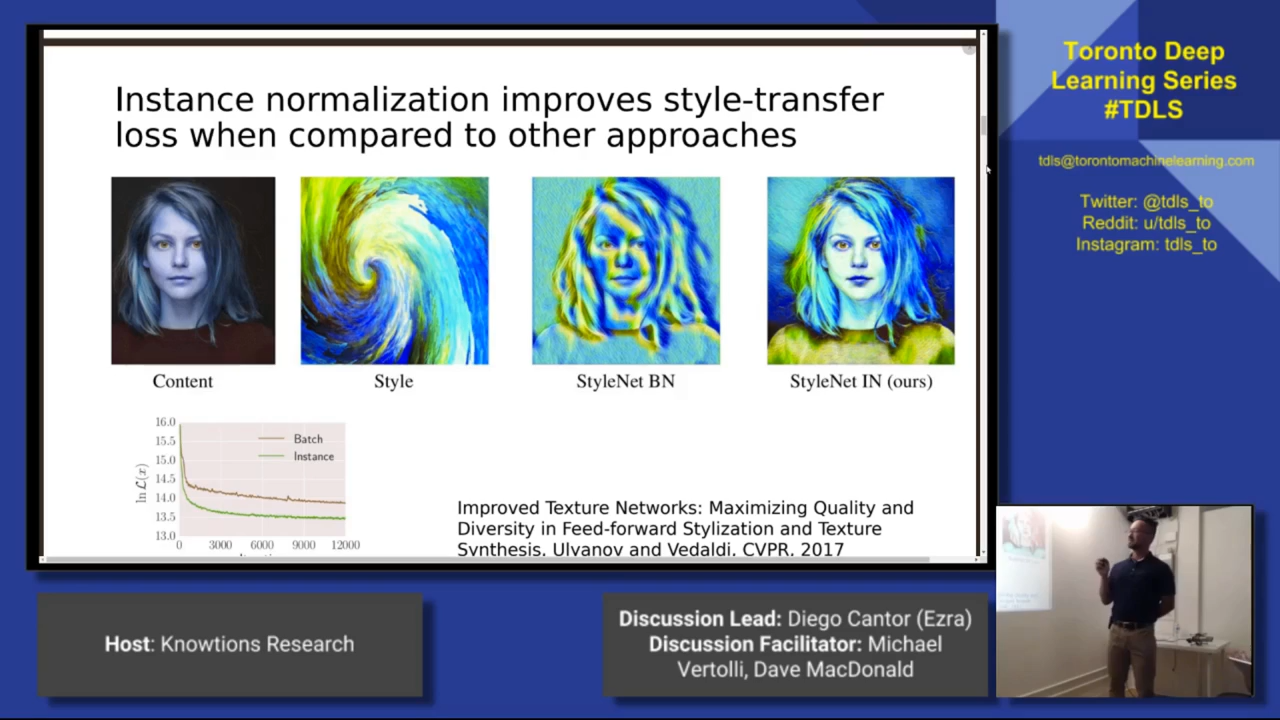 Instance normalization improves style-transfer
loss when compared to other approaches
Content
Style
StyleNet BN
StyleNet IN (ours)
16.0
15.5
15.0
14.5
14.0
13.5
13.0
ln L(x)
Batch
Instance
0
3000
6000
9000
12000
Improved Texture Networks: Maximizing Quality and
Diversity in Feed-forward Stylization and Texture
Synthesis. Ulyanov and Vedaldi. CVPR. 2017
Toronto Deep
Learning Series
#TDLS
tdls@torontomachinelearning.com
Twitter: @tdls_to
Reddit: u/tdls_to
Instagram: tdls_to
Host: Knowtions Research
Discussion Lead: Diego Cantor (Ezra)
Discussion Facilitator: Michael
Vertolli, Dave MacDonald